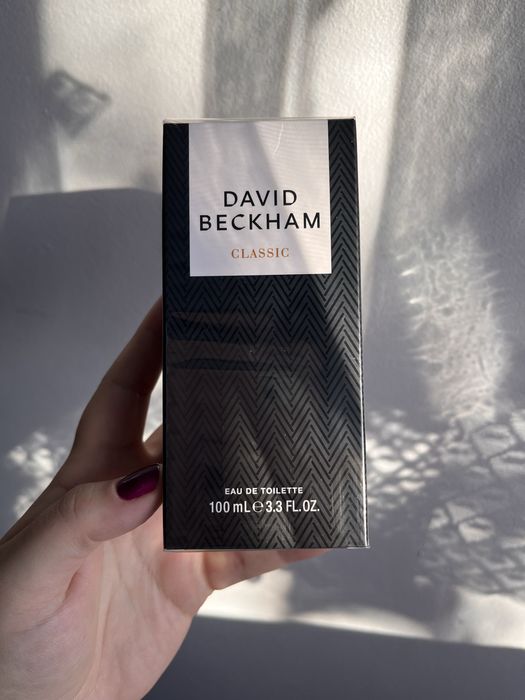 DAVID
BECKHAM
CLASSIC
EAU DE TOILETTE
100 mL ℮ 3.3 FL.OZ.